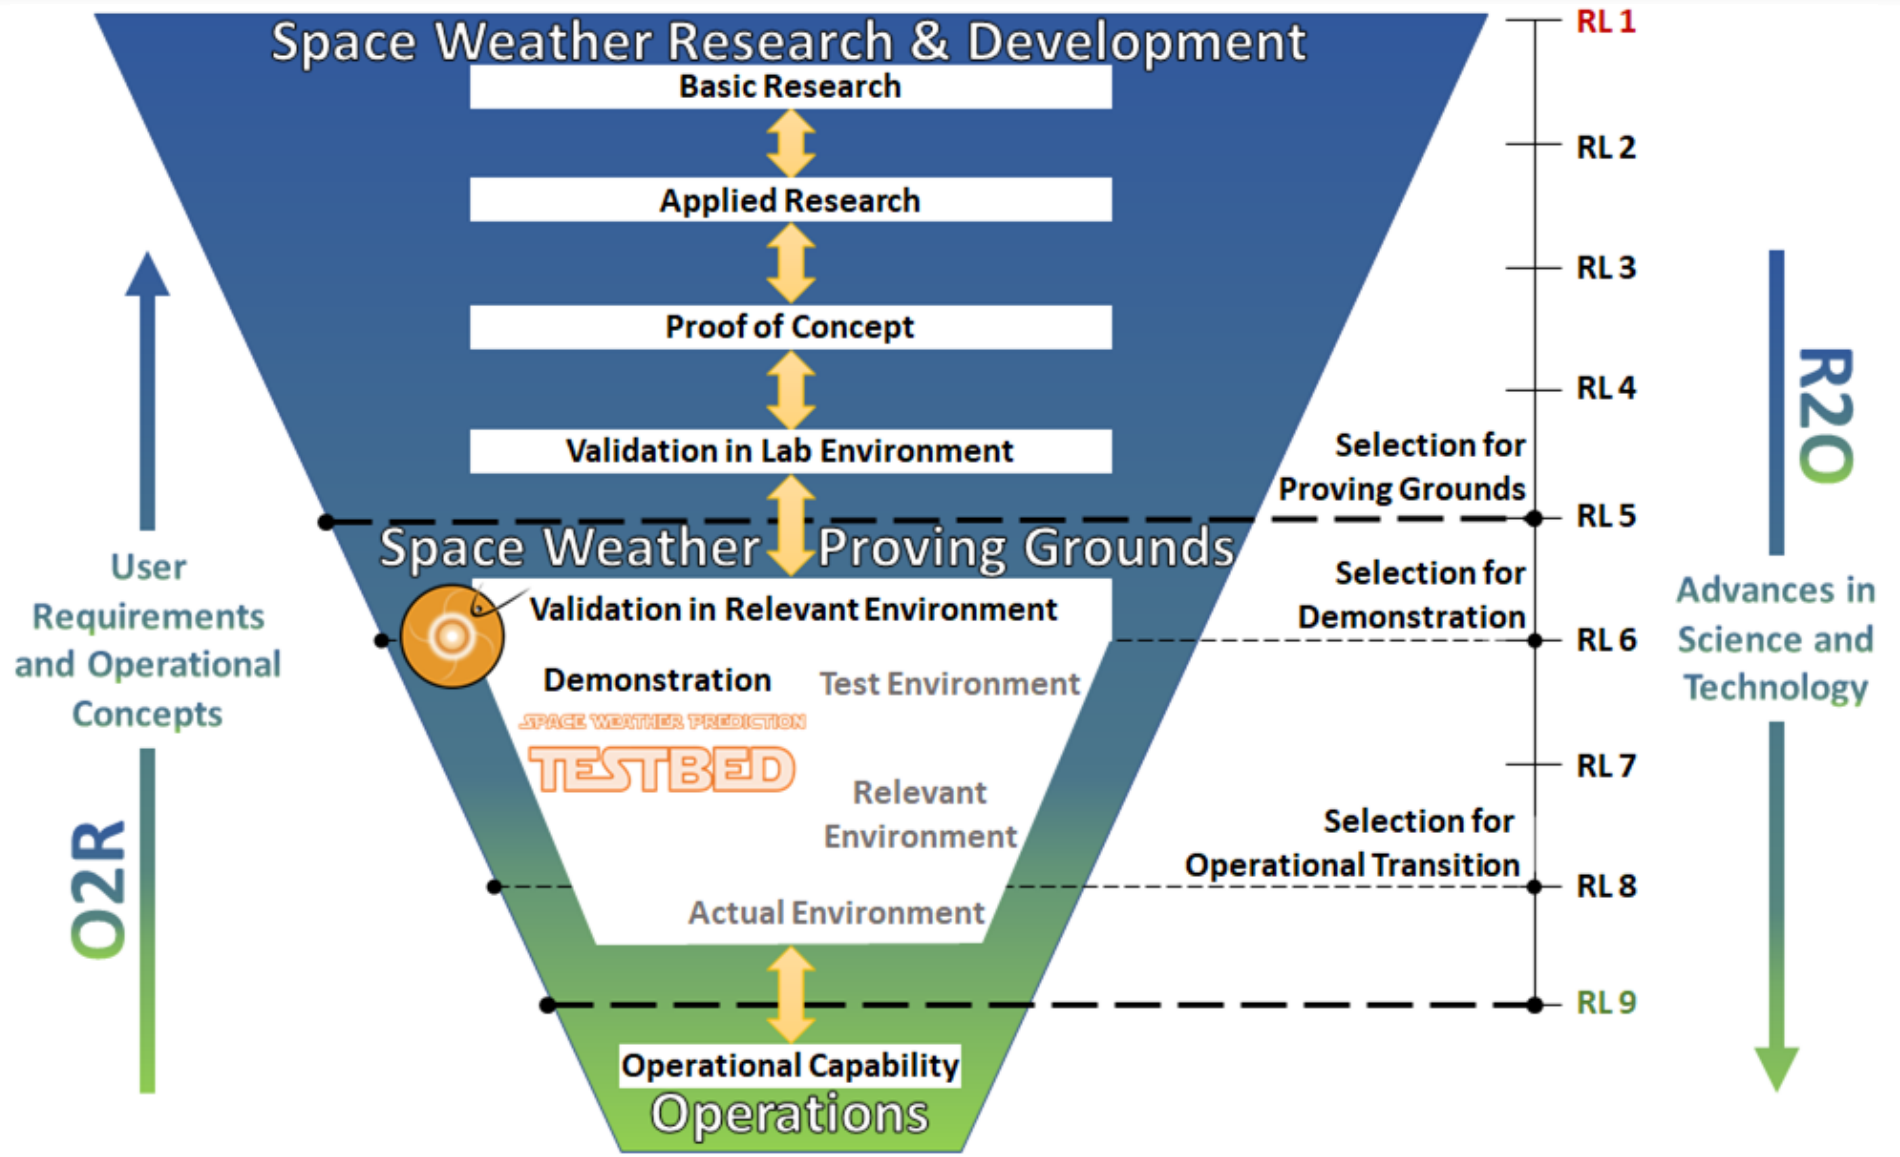 Space Weather Research & Development
Basic Research
Applied Research
Proof of Concept
Validation in Lab Environment
Space Weather Proving Grounds
Validation in Relevant Environment
Demonstration
Test Environment
SPACE WEATHER PREDICTION
TESTBED
Relevant
Environment
Actual Environment
Operational Capability
Operations
User
Requirements
and Operational
Concepts
O2R
Selection for
Proving Grounds
Selection for
Demonstration
Selection for
Operational Transition
RL 1
RL 2
RL 3
RL 4
RL 5
RL 6
RL 7
RL 8
RL 9
R2O
Advances in
Science and
Technology